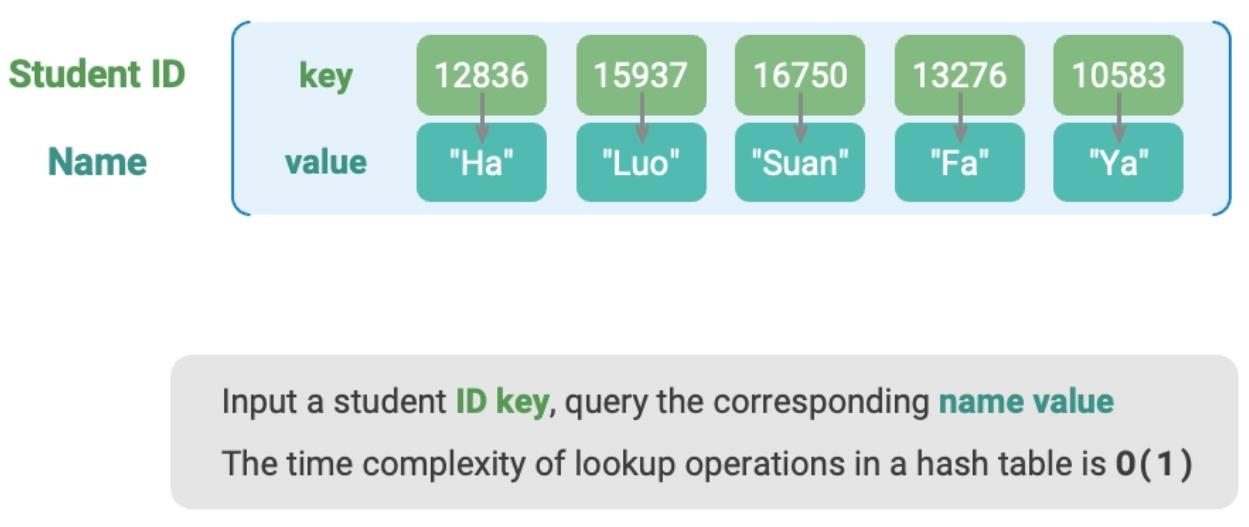 Student ID key 12836 15937 16750 13276 10583
Name value "Ha" "Luo" "Suan" "Fa" "Ya"
Input a student ID key, query the corresponding name value
The time complexity of lookup operations in a hash table is O(1)